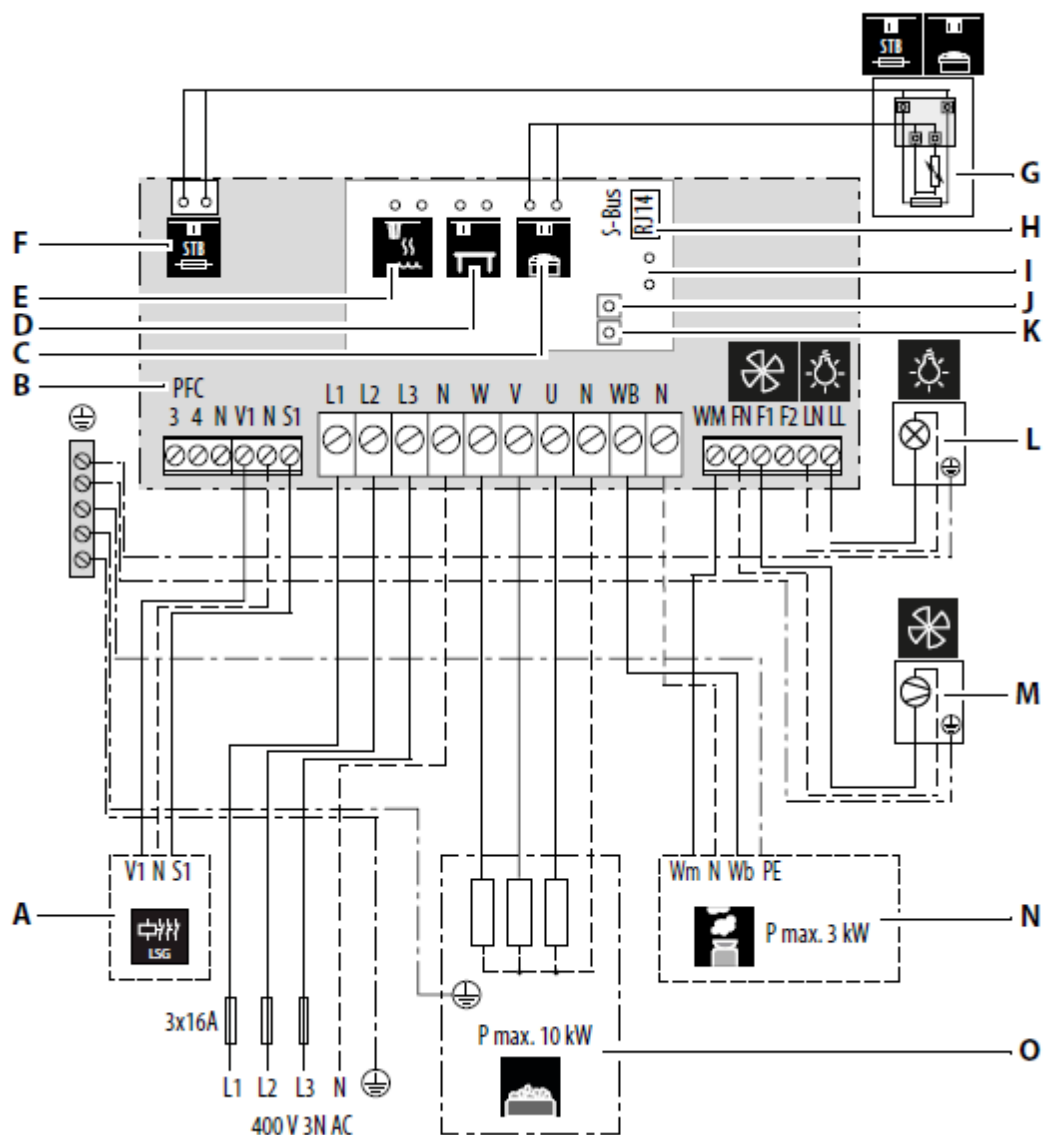 STB
G
S-Bus
RJ14
H
F
STB
I
E
J
D
K
C
B
PFC
3 4 N V1 N S1
L1 L2 L3 N W V U N WB N
WM FN F1 F2 LN LL
L
M
V1 N S1
Wm N Wb PE
A
LSG
P max. 3 kW
N
3x16A
P max. 10 kW
O
L1 L2 L3 N
400 V 3N AC